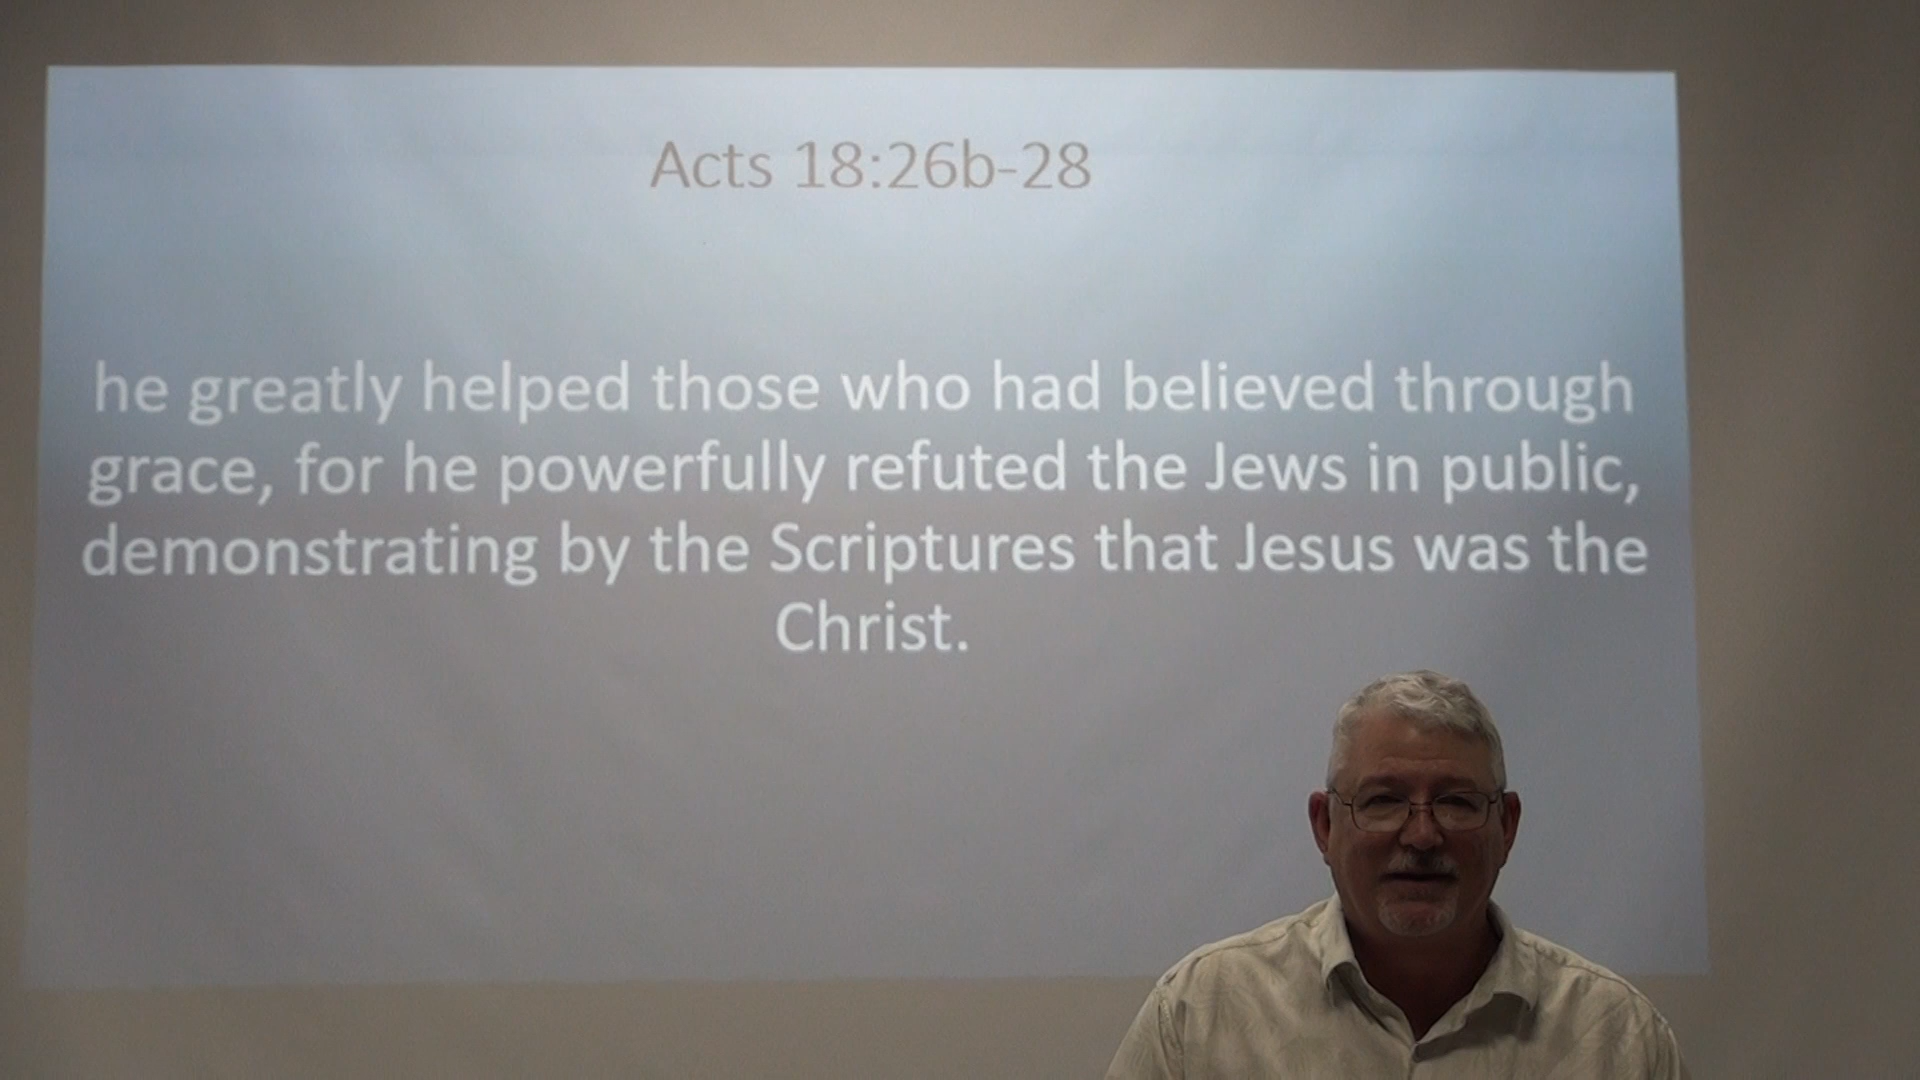 Acts 18:26b-28
he greatly helped those who had believed through
grace, for he powerfully refuted the Jews in public,
demonstrating by the Scriptures that Jesus was the
Christ.